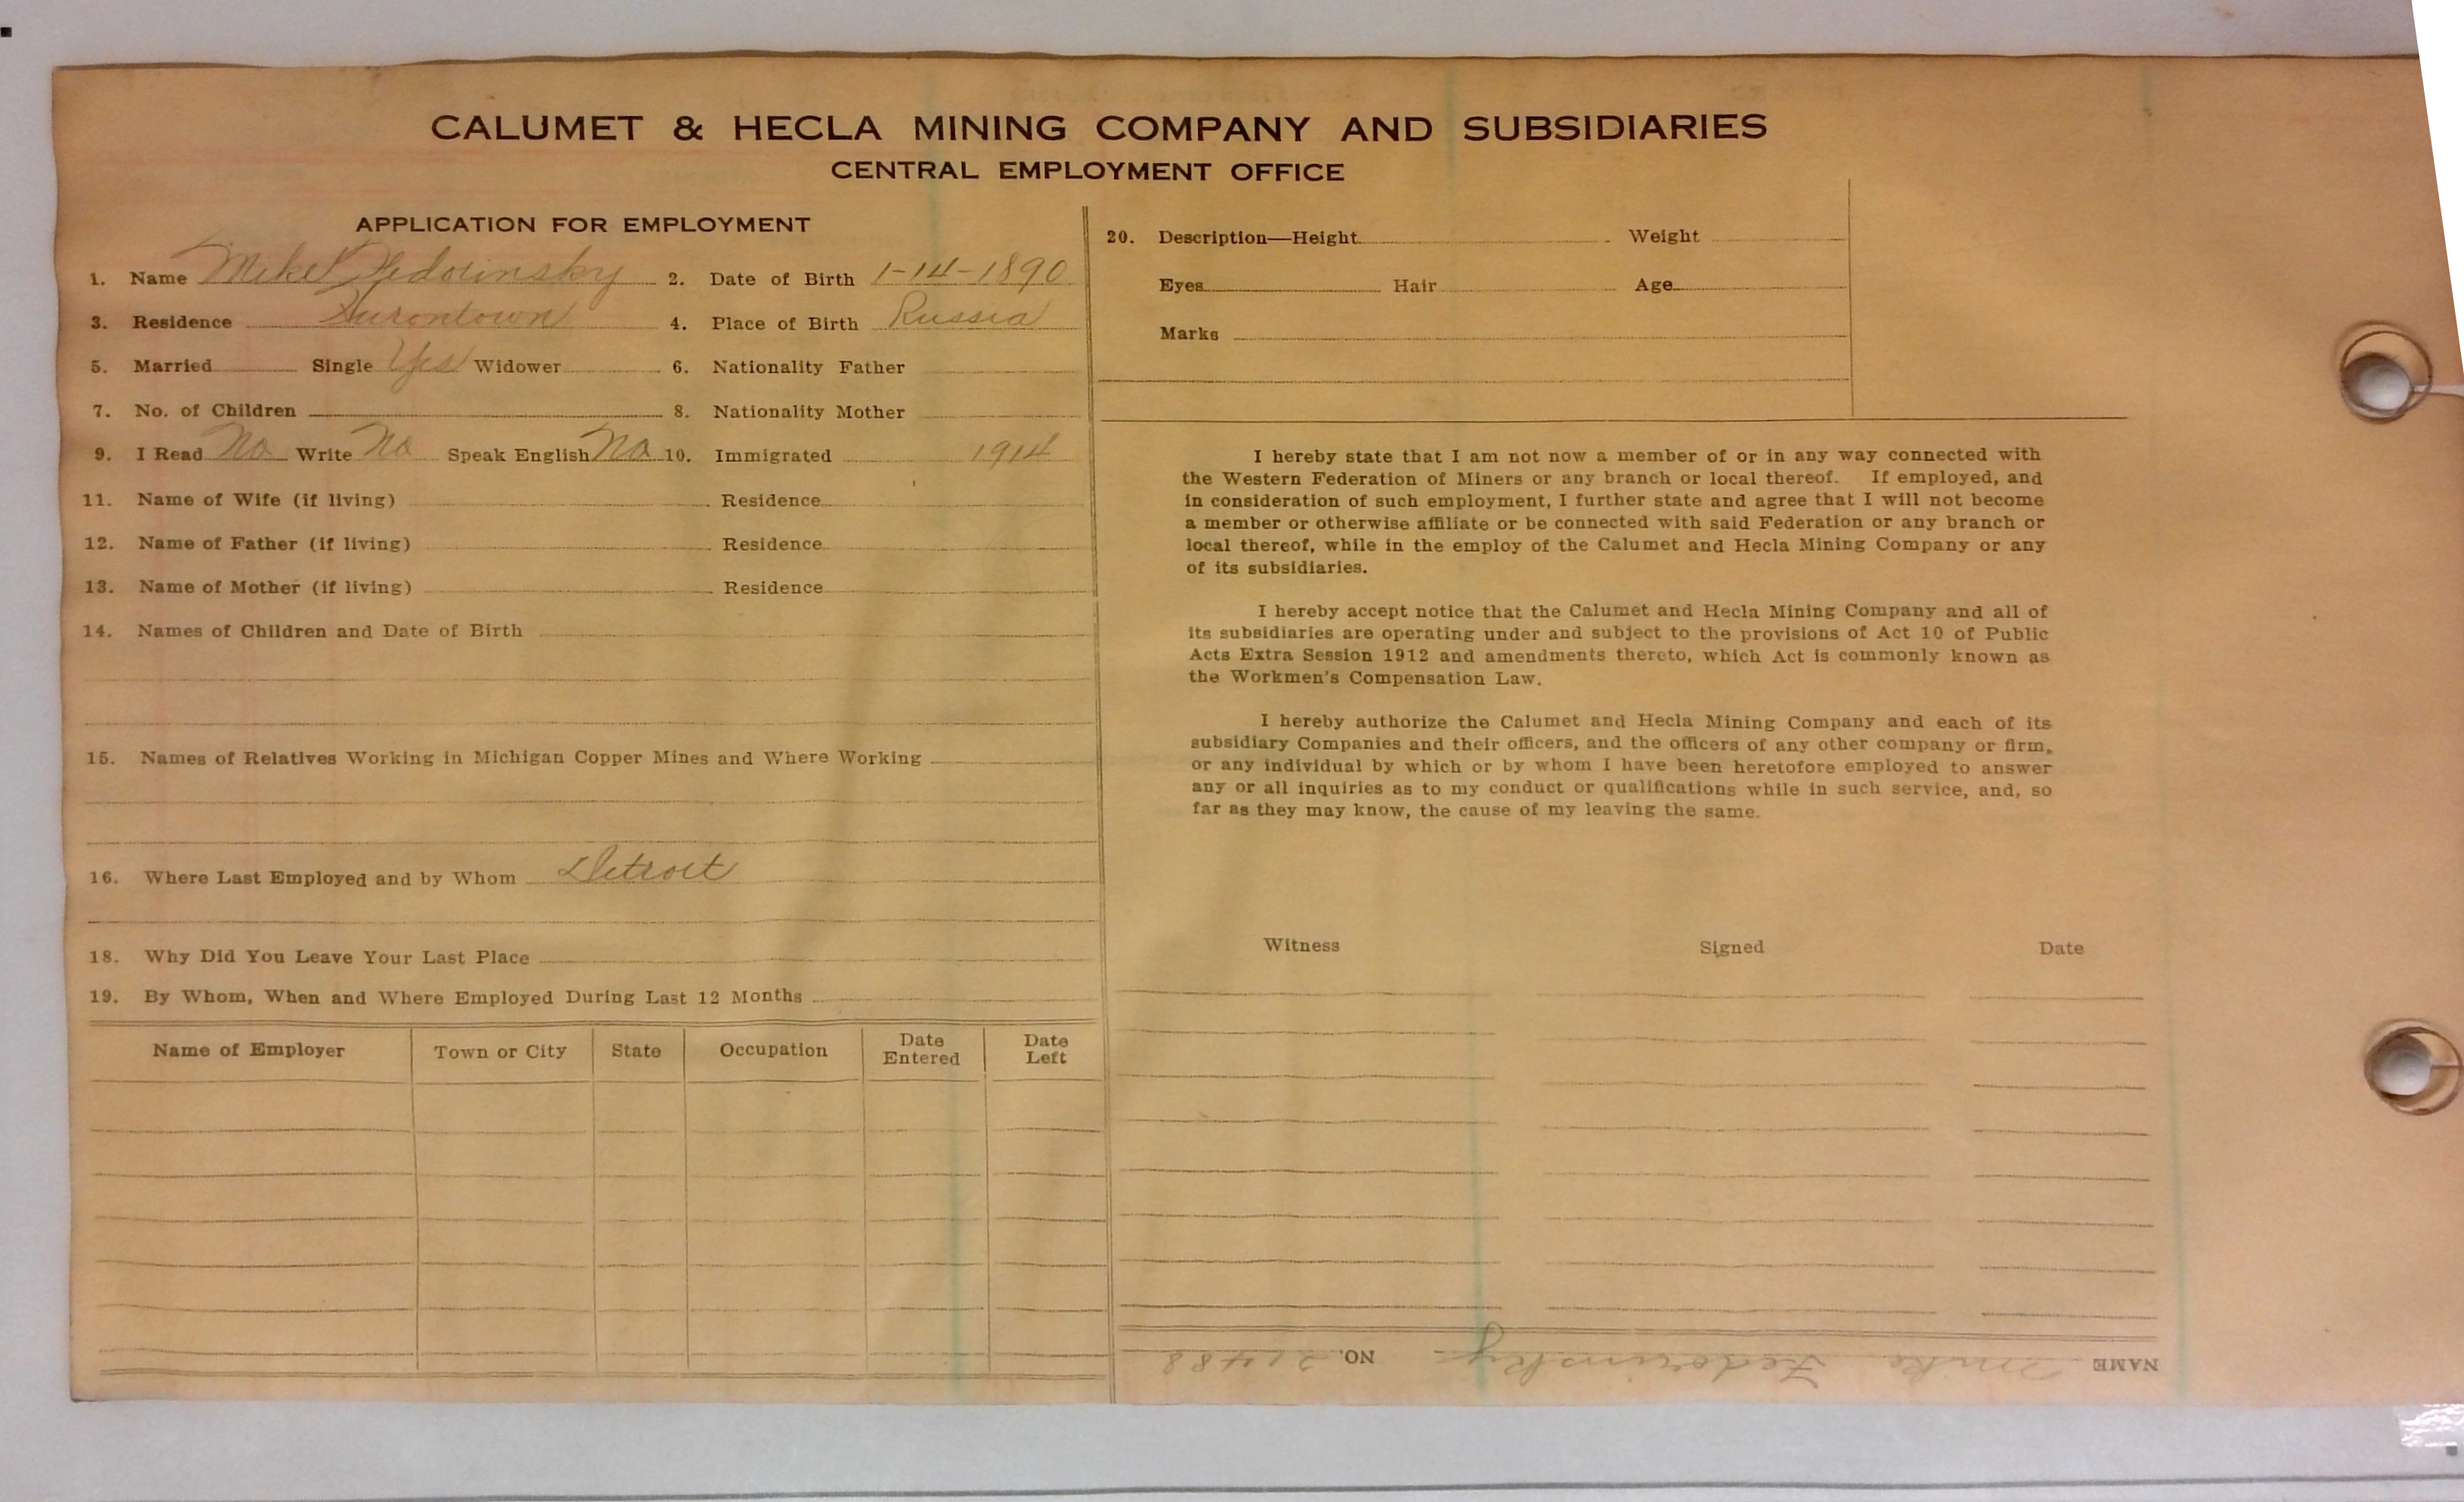 CALUMET & HECLA MINING COMPANY AND SUBSIDIARIES
CENTRAL EMPLOYMENT OFFICE
APPLICATION FOR EMPLOYMENT
1. Name Mike Fedorinsky 2. Date of Birth 1-14-1890
3. Residence Hurontown 4. Place of Birth Russia
5. Married Single Yes Widower 6. Nationality Father
7. No. of Children 8. Nationality Mother
9. I Read No Write No Speak English No 10. Immigrated 1914
11. Name of Wife (if living) Residence
12. Name of Father (if living) Residence
13. Name of Mother (if living) Residence
14. Names of Children and Date of Birth
15. Names of Relatives Working in Michigan Copper Mines and Where Working
16. Where Last Employed and by Whom Detroit
18. Why Did You Leave Your Last Place
19. By Whom, When and Where Employed During Last 12 Months
Name of Employer Town or City State Occupation Date Entered Date Left
20. Description—Height Weight
Eyes Hair Age
Marks
I hereby state that I am not now a member of or in any way connected with
the Western Federation of Miners or any branch or local thereof. If employed, and
in consideration of such employment, I further state and agree that I will not become
a member or otherwise affiliate or be connected with said Federation or any branch or
local thereof, while in the employ of the Calumet and Hecla Mining Company or any
of its subsidiaries.
I hereby accept notice that the Calumet and Hecla Mining Company and all of
its subsidiaries are operating under and subject to the provisions of Act 10 of Public
Acts Extra Session 1912 and amendments thereto, which Act is commonly known as
the Workmen's Compensation Law.
I hereby authorize the Calumet and Hecla Mining Company and each of its
subsidiary Companies and their officers, and the officers of any other company or firm,
or any individual by which or by whom I have been heretofore employed to answer
any or all inquiries as to my conduct or qualifications while in such service, and, so
far as they may know, the cause of my leaving the same.
Witness Signed Date
NAME Mike Fedorinsky NO. 21488